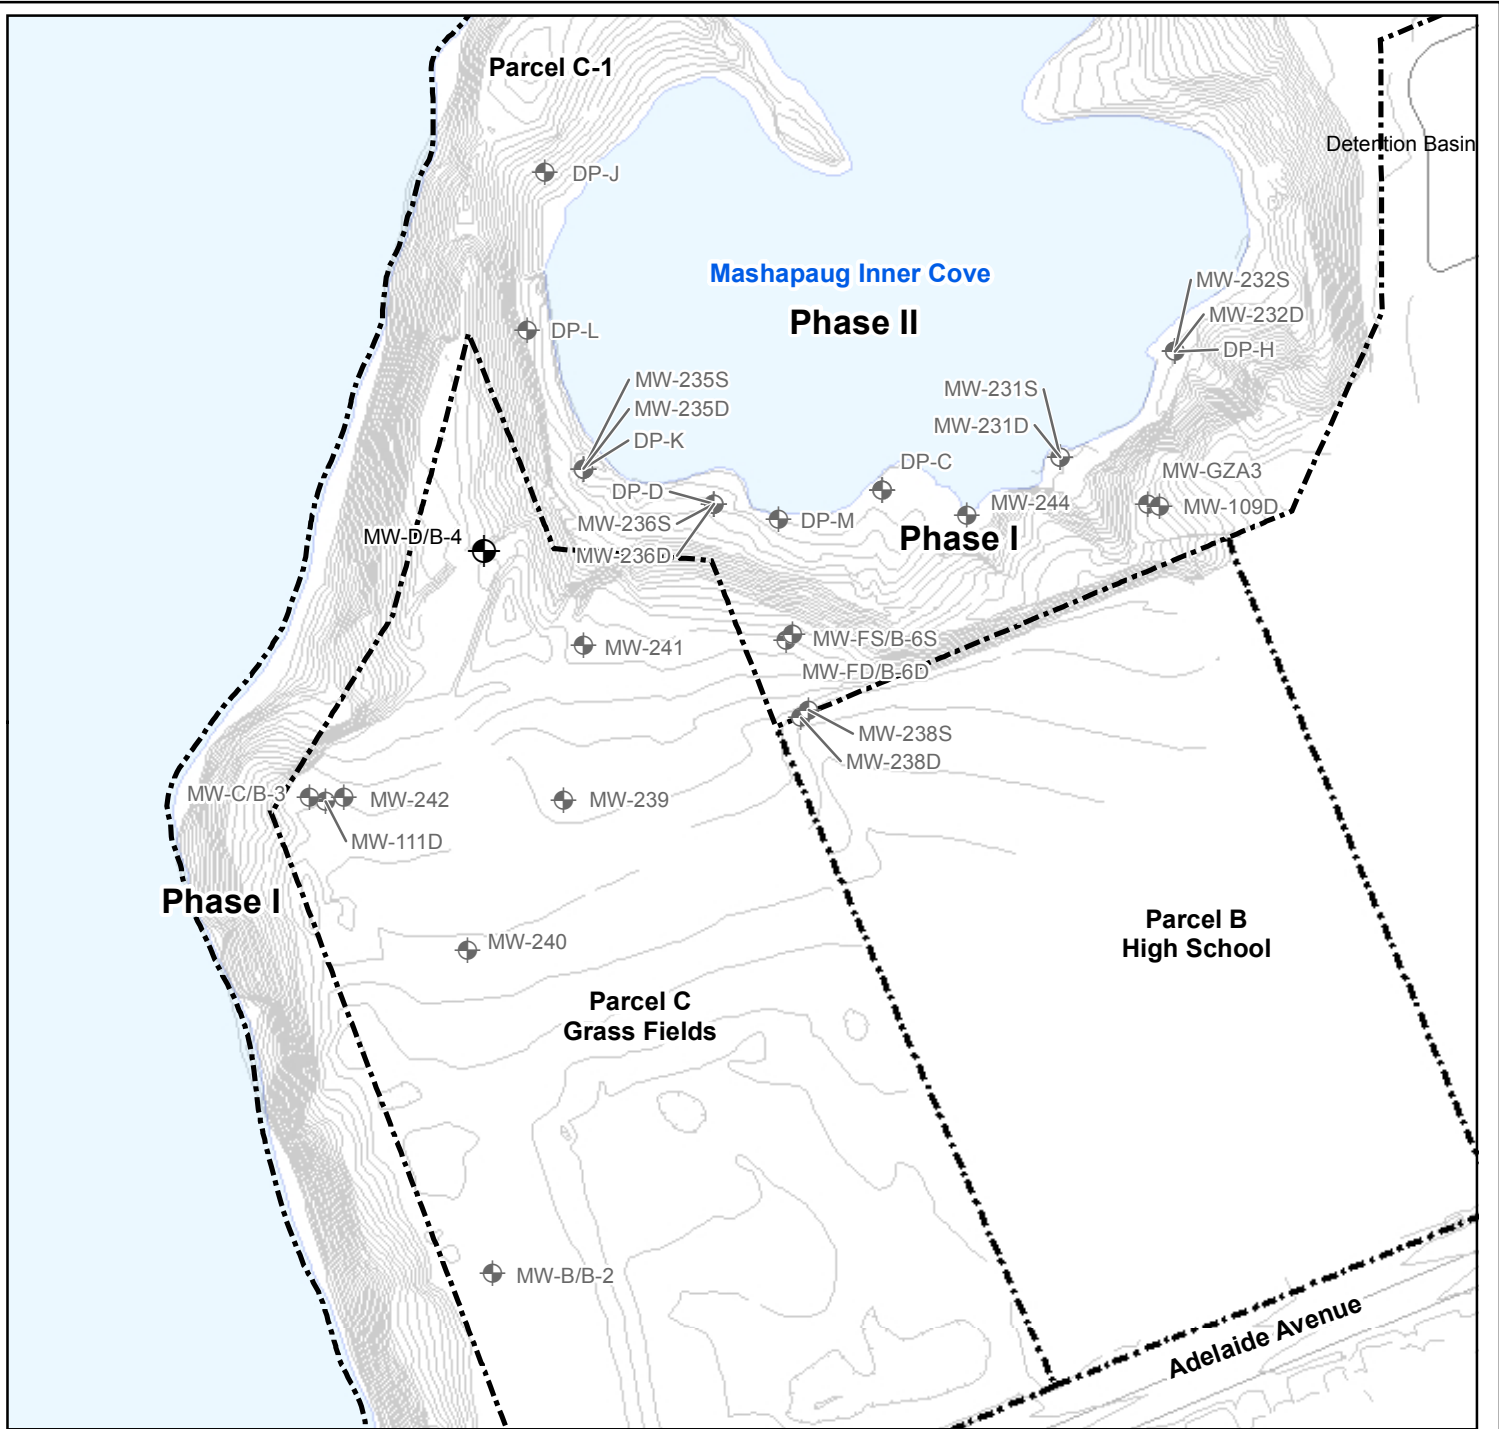 Parcel C-1
Detention Basin
DP-J
Mashapaug Inner Cove
Phase II
MW-232S
MW-232D
DP-H
DP-L
MW-235S
MW-235D
DP-K
MW-231S
MW-231D
DP-C
MW-GZA3
DP-D
MW-236S
DP-M
MW-244
MW-109D
MW-D/B-4
MW-236D
Phase I
MW-241
MW-FS/B-6S
MW-FD/B-6D
MW-238S
MW-238D
MW-C/B-3
MW-242
MW-239
MW-111D
Phase I
MW-240
Parcel B
High School
Parcel C
Grass Fields
MW-B/B-2
Adelaide Avenue